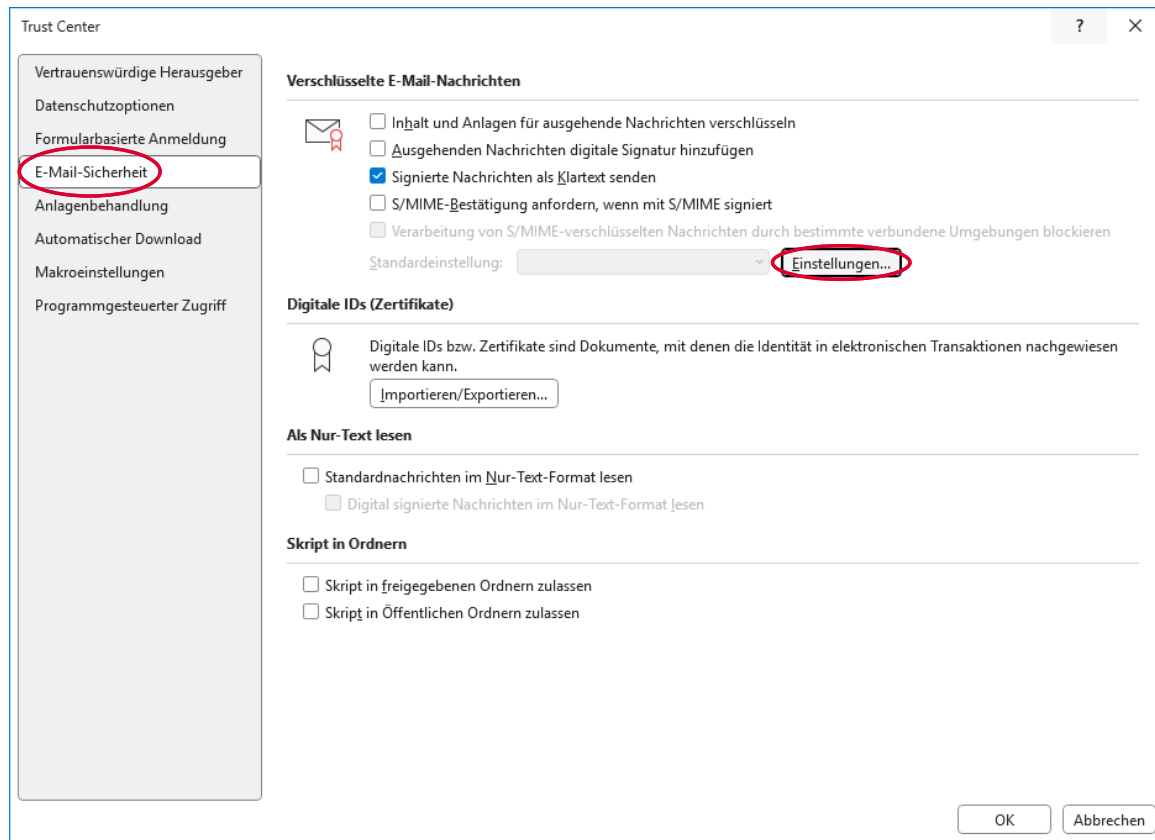 Trust Center
?
Vertrauenswürdige Herausgeber
Datenschutzoptionen
Formularbasierte Anmeldung
E-Mail-Sicherheit
Anlagenbehandlung
Automatischer Download
Makroeinstellungen
Programmgesteuerter Zugriff
Verschlüsselte E-Mail-Nachrichten
Inhalt und Anlagen für ausgehende Nachrichten verschlüsseln
Ausgehenden Nachrichten digitale Signatur hinzufügen
Signierte Nachrichten als Klartext senden
S/MIME-Bestätigung anfordern, wenn mit S/MIME signiert
Verarbeitung von S/MIME-verschlüsselten Nachrichten durch bestimmte verbundene Umgebungen blockieren
Standardeinstellung:
Einstellungen...
Digitale IDs (Zertifikate)
Digitale IDs bzw. Zertifikate sind Dokumente, mit denen die Identität in elektronischen Transaktionen nachgewiesen
werden kann.
Importieren/Exportieren...
Als Nur-Text lesen
Standardnachrichten im Nur-Text-Format lesen
Digital signierte Nachrichten im Nur-Text-Format lesen
Skript in Ordnern
Skript in freigegebenen Ordnern zulassen
Skript in Öffentlichen Ordnern zulassen
OK
Abbrechen